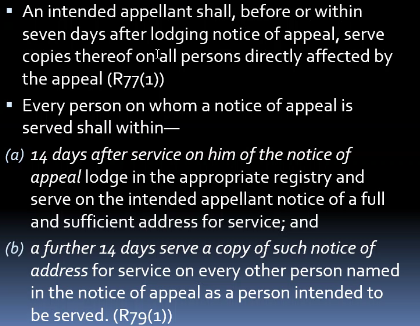 ▪ An intended appellant shall, before or within
seven days after lodging notice of appeal, serve
copies thereof on all persons directly affected by
the appeal (R77(1))
▪ Every person on whom a notice of appeal is
served shall within—
(a) 14 days after service on him of the notice of
appeal lodge in the appropriate registry and
serve on the intended appellant notice of a full
and sufficient address for service; and
(b) a further 14 days serve a copy of such notice of
address for service on every other person named
in the notice of appeal as a person intended to
be served. (R79(1))